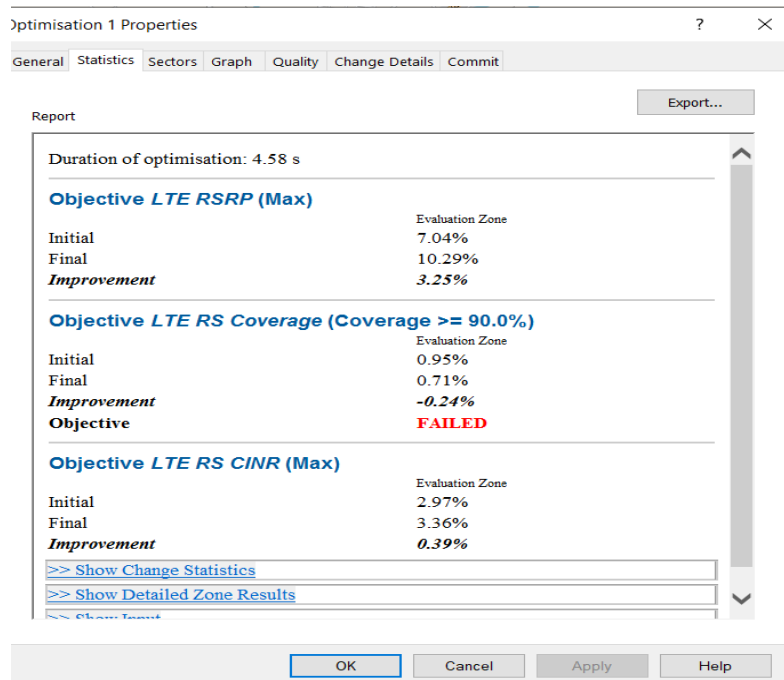 Optimisation 1 Properties ? ×
General Statistics Sectors Graph Quality Change Details Commit
Export...
Report
Duration of optimisation: 4.58 s
Objective LTE RSRP (Max)
Evaluation Zone
Initial 7.04%
Final 10.29%
Improvement 3.25%
Objective LTE RS Coverage (Coverage >= 90.0%)
Evaluation Zone
Initial 0.95%
Final 0.71%
Improvement -0.24%
Objective FAILED
Objective LTE RS CINR (Max)
Evaluation Zone
Initial 2.97%
Final 3.36%
Improvement 0.39%
>> Show Change Statistics
>> Show Detailed Zone Results
>> Show Input
OK Cancel Apply Help